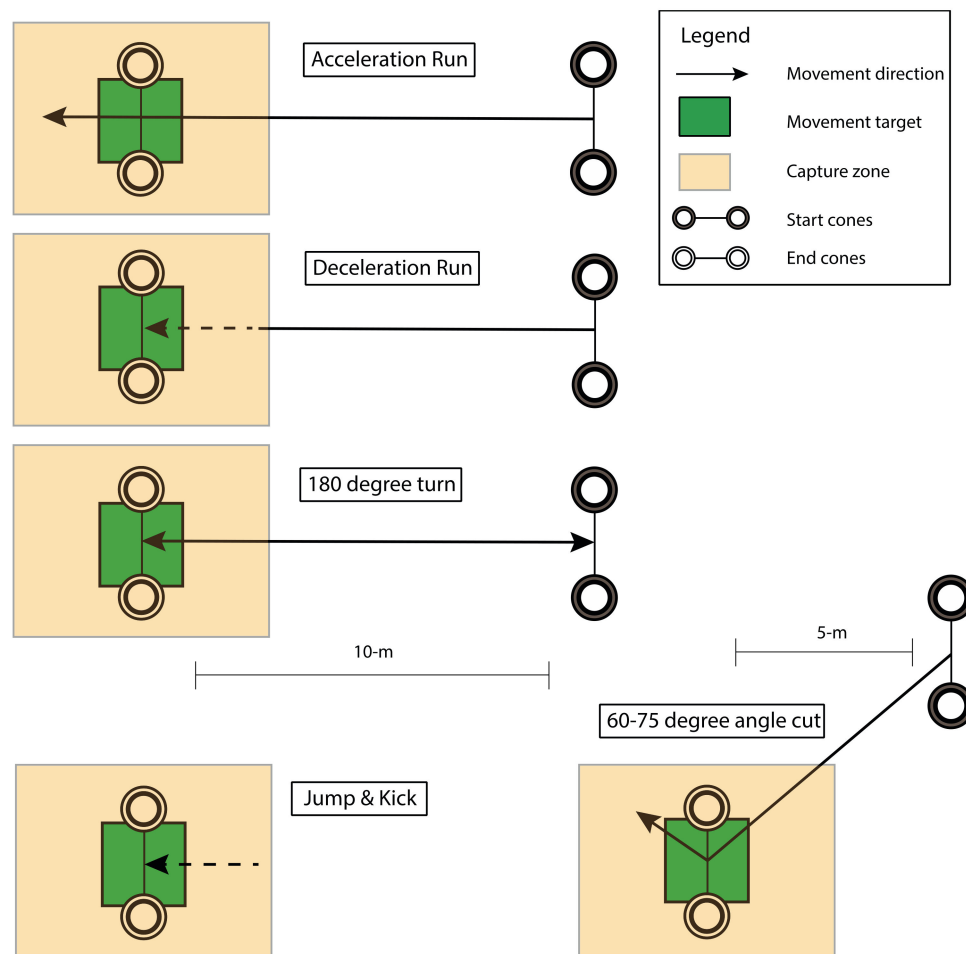 Acceleration Run
Legend
Movement direction
Movement target
Capture zone
Start cones
End cones
Deceleration Run
180 degree turn
10-m
5-m
60-75 degree angle cut
Jump & Kick